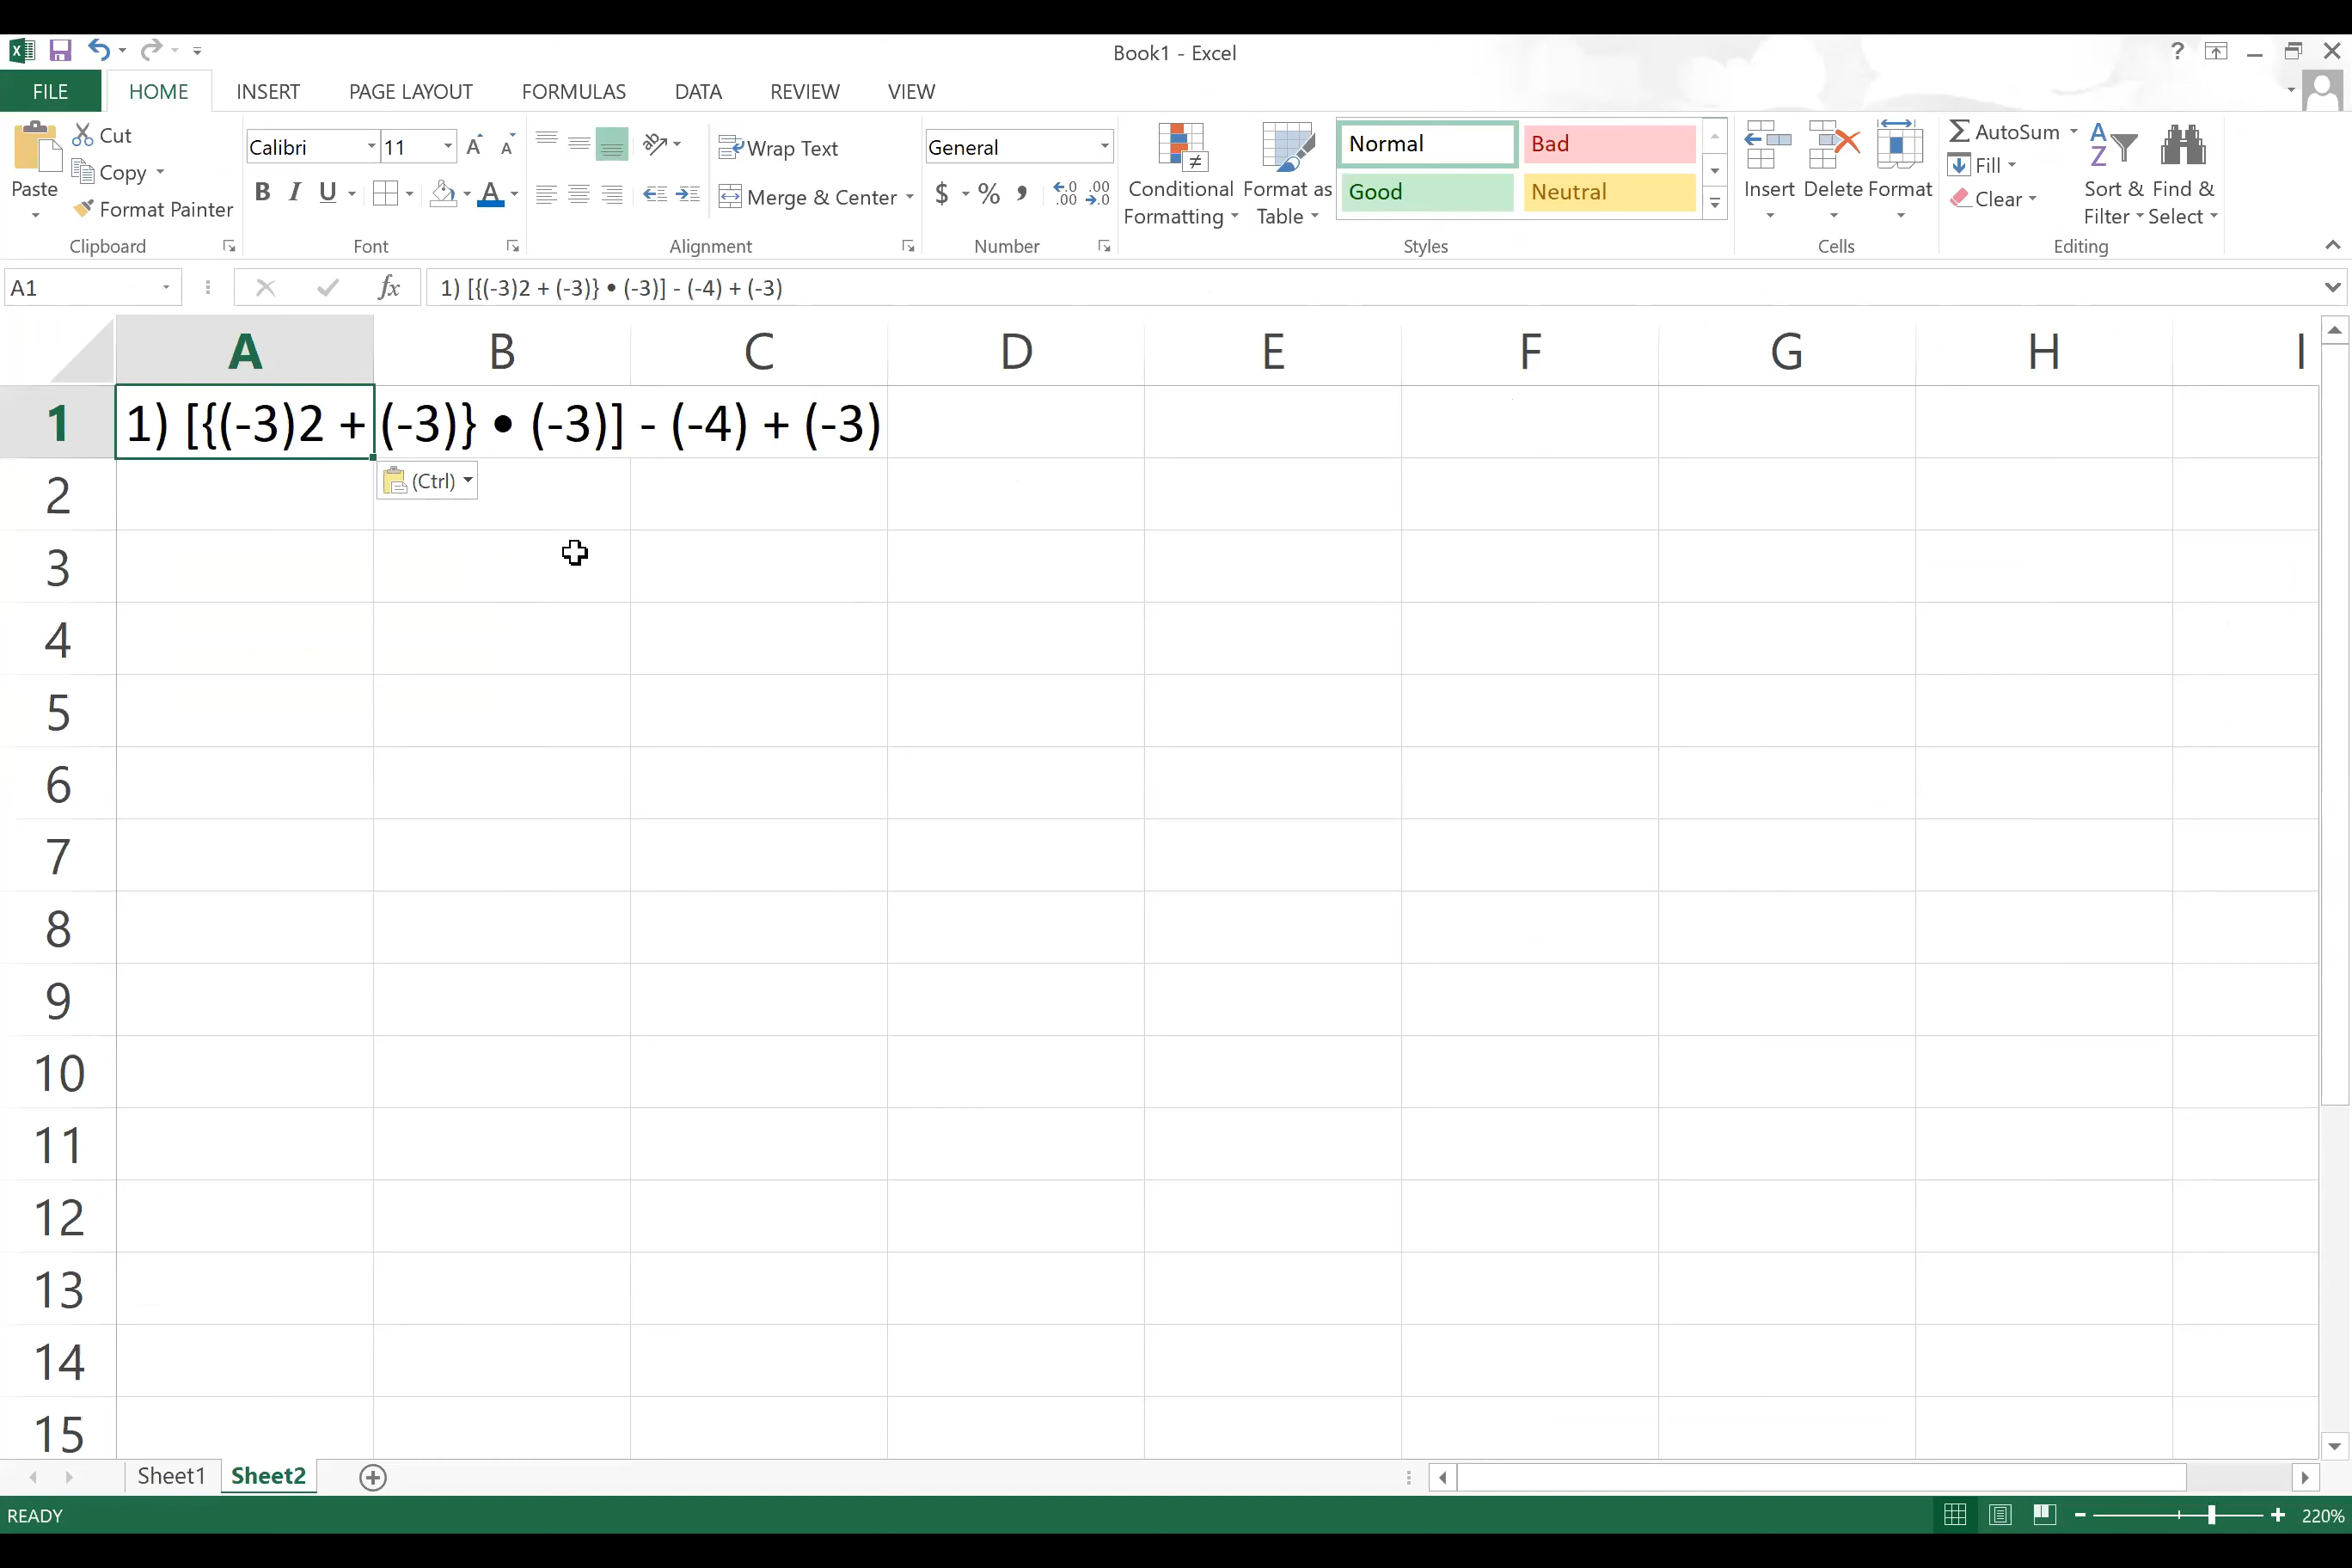 Book1 - Excel
?
FILE HOME INSERT PAGE LAYOUT FORMULAS DATA REVIEW VIEW
Paste
Cut
Copy
Format Painter
Clipboard
Calibri 11
B I U
Font
Wrap Text
Merge & Center
Alignment
General
$ % ,
Number
Conditional Formatting
Format as Table
Normal Bad
Good Neutral
Styles
Insert Delete Format
Cells
AutoSum
Fill
Clear
Sort & Filter
Find & Select
Editing
A1 fx 1) [{(-3)2 + (-3)} • (-3)] - (-4) + (-3)
A B C D E F G H I
1 1) [{(-3)2 + (-3)} • (-3)] - (-4) + (-3)
(Ctrl)
2
3
4
5
6
7
8
9
10
11
12
13
14
15
Sheet1 Sheet2
READY 220%